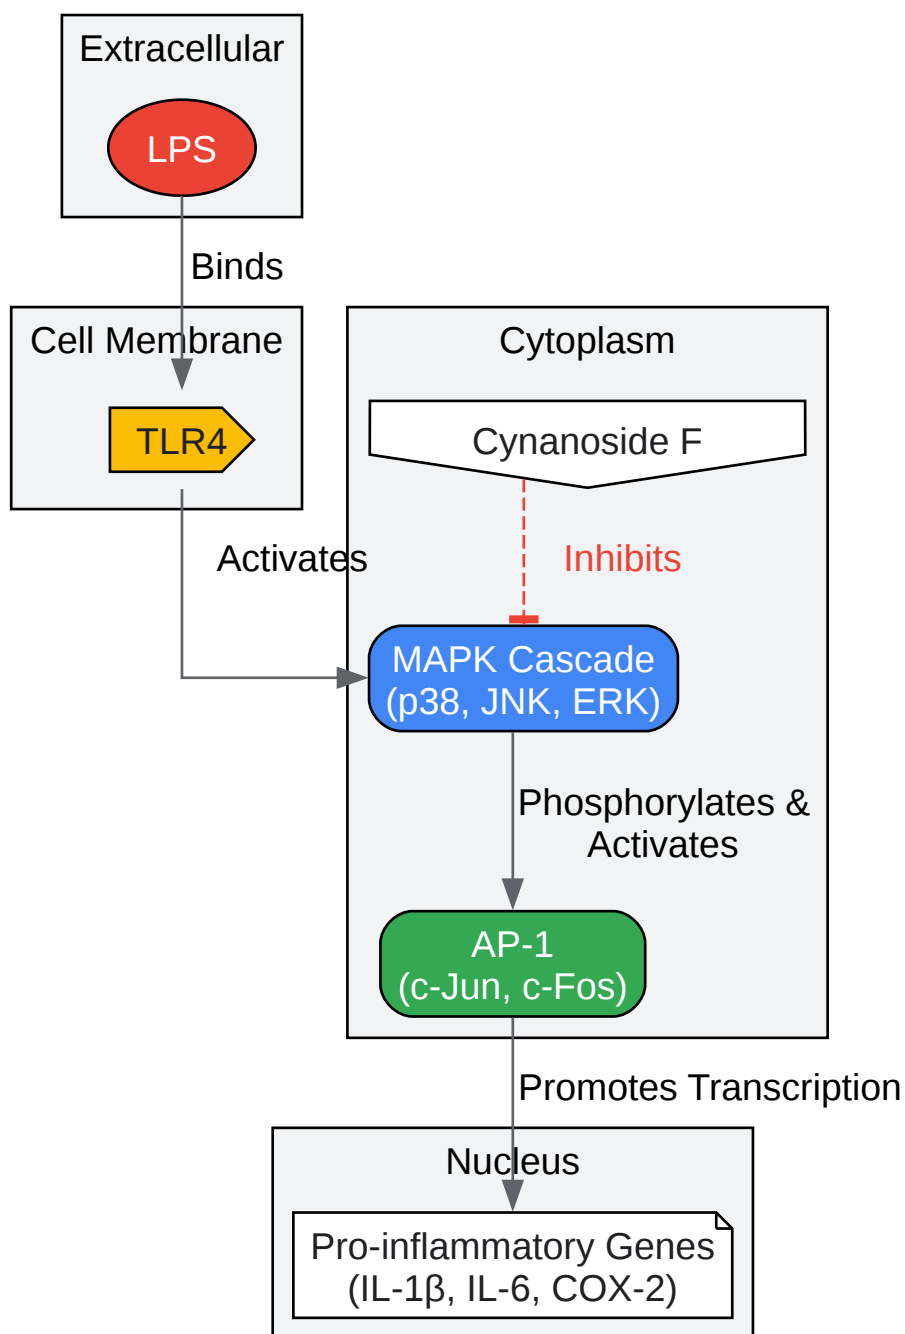 Extracellular
LPS
Binds
Cell Membrane
TLR4
Cytoplasm
Cynanoside F
Activates
Inhibits
MAPK Cascade
(p38, JNK, ERK)
Phosphorylates &
Activates
AP-1
(c-Jun, c-Fos)
Promotes Transcription
Nucleus
Pro-inflammatory Genes
(IL-1β, IL-6, COX-2)